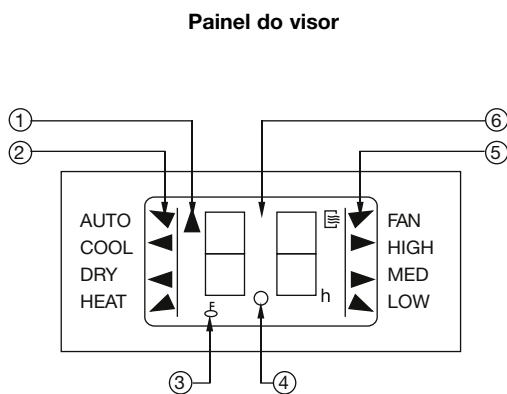 Painel do visor
① ⑥
② ⑤
AUTO FAN
COOL HIGH
DRY MED
HEAT h LOW
③ ④